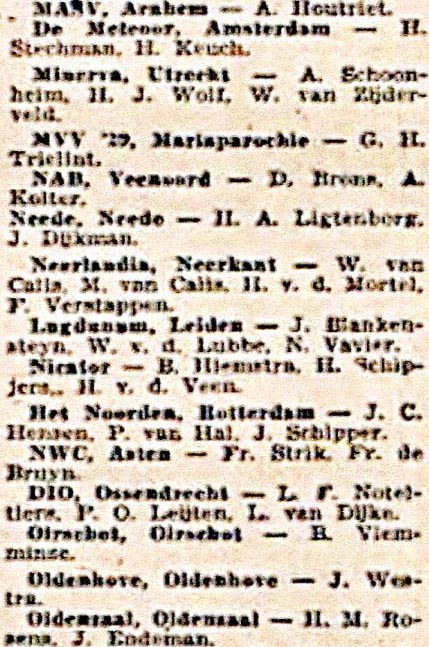 MASV, Arnhem — A. Houtriet.
De Meteoor, Amsterdam — H.
Stechman, H. Keuch.
Minerva, Utrecht — A. Schoon-
heim, H. J. Wolf, W. van Zijder-
veld.
MVV '29, Mariaparochie — G. H.
Trielint.
NAB, Veenoord — D. Brons, A.
Kolter.
Neede, Neede — H. A. Ligtenberg,
J. Dijkman.
Neerlandia, Neerkant — W. van
Calis, M. van Calis, H. v. d. Mortel,
P. Verstappen.
Lugdunum, Leiden — J. Blanken-
steyn, W. v. d. Lubbe, N. Vavier.
Nicator — B. Hiemstra, H. Schip-
jers,, H. v. d. Veen.
Het Noorden, Rotterdam — J. C.
Hensen, P. van Hal, J. Schipper.
NWC, Asten — Fr. Strik, Fr. de
Bruyn.
DIO, Ossendrecht — L. F. Notel-
tiers, P. O. Leijten, L. van Dijke.
Oirschot, Oirschot — B. Viem-
minse.
Oldenhove, Oldenhove — J. Wes-
tra.
Oldensaal, Oldensaal — H. M. Ro-
sens, J. Endeman.